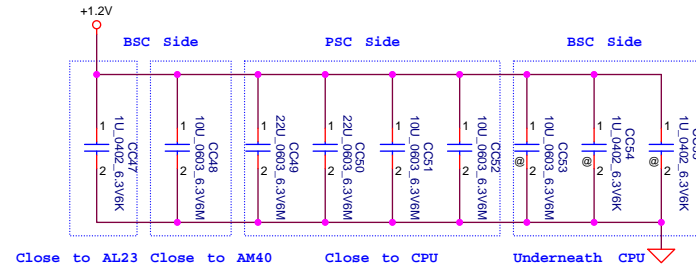 +1.2V
BSC Side
PSC Side
BSC Side
1
2
CC47
1U_0402_6.3V6K
1
2
CC48
10U_0603_6.3V6M
1
2
CC49
22U_0603_6.3V6M
1
2
CC50
22U_0603_6.3V6M
1
2
CC51
10U_0603_6.3V6M
1
2
CC52
10U_0603_6.3V6M
1
2
@
CC53
10U_0603_6.3V6M
1
2
@
CC54
1U_0402_6.3V6K
1
2
@
1U_0402_6.3V6K
Close to AL23
Close to AM40
Close to CPU
Underneath CPU